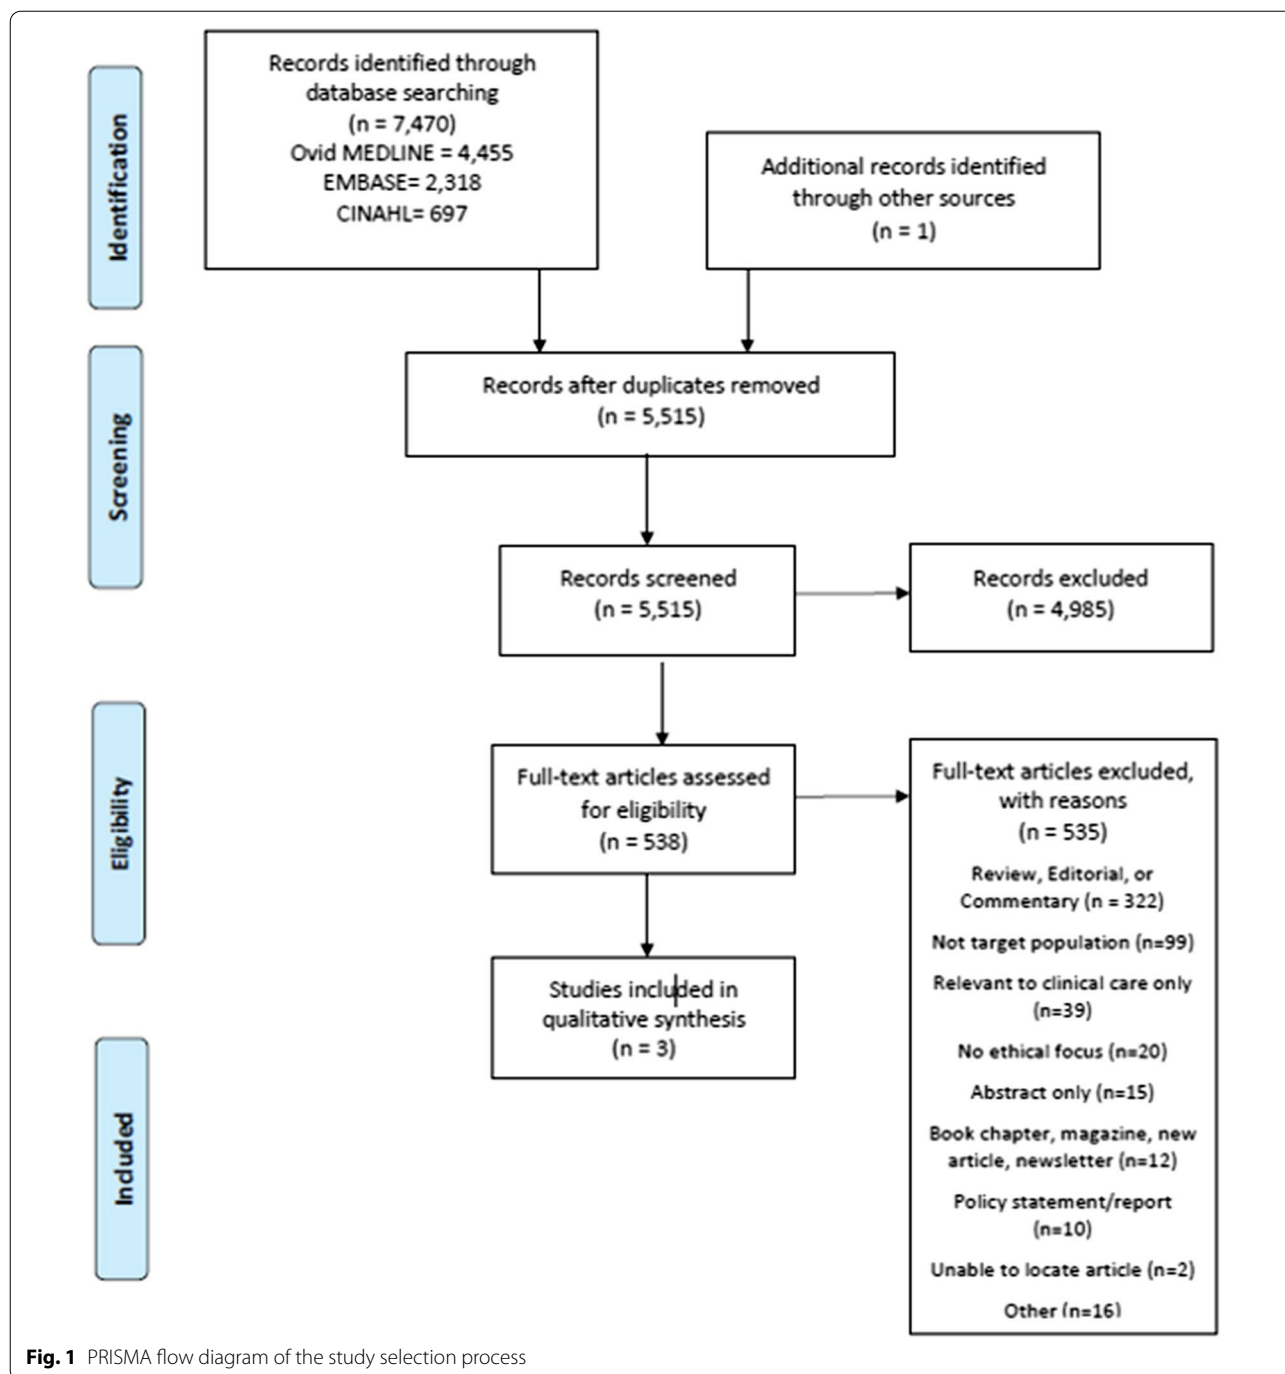 Identification
Records identified through
database searching
(n = 7,470)
Ovid MEDLINE = 4,455
EMBASE= 2,318
CINAHL= 697
Additional records identified
through other sources
(n = 1)
Screening
Records after duplicates removed
(n = 5,515)
Records screened
(n = 5,515)
Records excluded
(n = 4,985)
Eligibility
Full-text articles assessed
for eligibility
(n = 538)
Full-text articles excluded,
with reasons
(n = 535)
Review, Editorial, or
Commentary (n = 322)
Not target population (n=99)
Relevant to clinical care only
(n=39)
No ethical focus (n=20)
Abstract only (n=15)
Book chapter, magazine, new
article, newsletter (n=12)
Policy statement/report
(n=10)
Unable to locate article (n=2)
Other (n=16)
Included
Studies included in
qualitative synthesis
(n = 3)
Fig. 1 PRISMA flow diagram of the study selection process